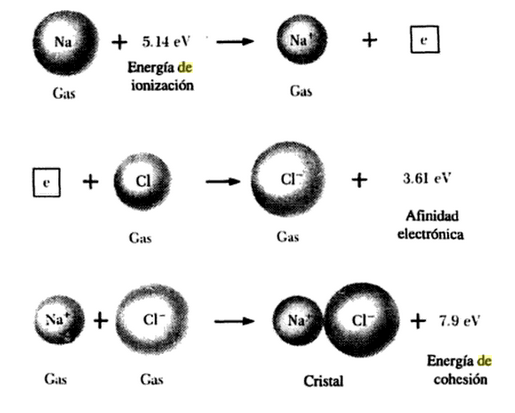 Na + 5.14 eV → Na⁺ + e
Energía de
ionización
Gas
Gas
e + Cl → Cl⁻ + 3.61 eV
Afinidad
electrónica
Gas
Gas
Na⁺ + Cl⁻ → Na⁺ Cl⁻ + 7.9 eV
Energía de
cohesión
Gas
Gas
Cristal